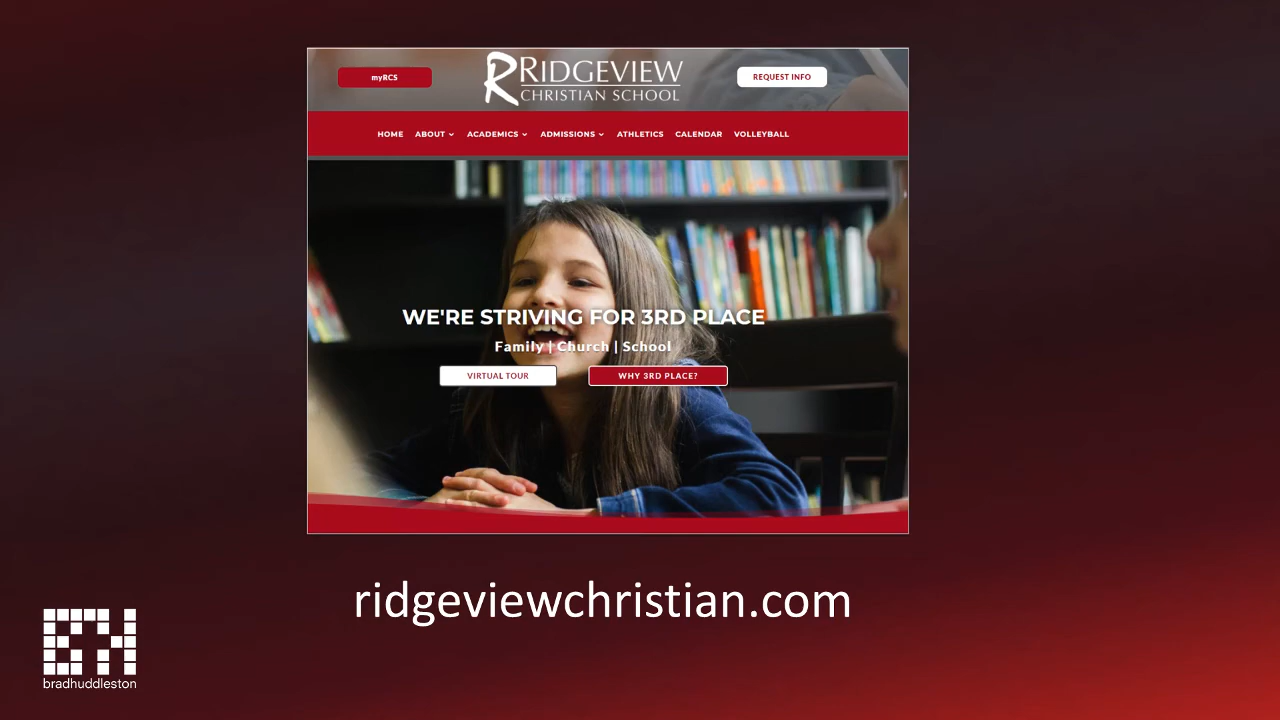 myRCS
RIDGEVIEW
CHRISTIAN SCHOOL
REQUEST INFO
HOME ABOUT ACADEMICS ADMISSIONS ATHLETICS CALENDAR VOLLEYBALL
WE'RE STRIVING FOR 3RD PLACE
Family | Church | School
VIRTUAL TOUR
WHY 3RD PLACE?
ridgeviewchristian.com
bradhuddleston